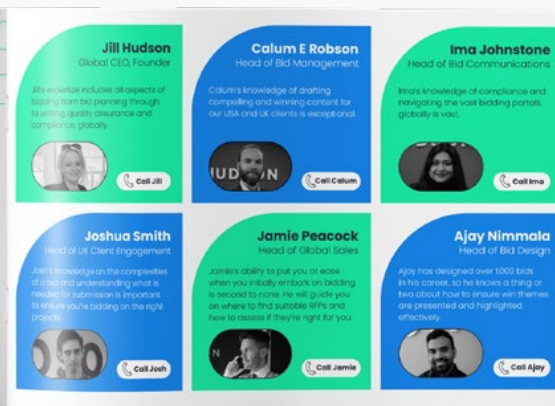 Jill Hudson
Global CEO, Founder
Jill's expertise includes all aspects of
bidding from bid planning through
to writing, quality assurance and
compliance, globally.
Call Jill
Calum E Robson
Head of Bid Management
Calum's knowledge of drafting
compelling and winning content for
our USA and UK clients is exceptional.
Call Calum
Ima Johnstone
Head of Bid Communications
Ima's knowledge of compliance and
navigating the vast bidding portals,
globally is vast.
Call Ima
Joshua Smith
Head of UK Client Engagement
Josh's knowledge on the complexities
of a bid and understanding what is
needed for submission is important
to ensure you're bidding on the right
projects.
Call Josh
Jamie Peacock
Head of Global Sales
Jamie's ability to put you at ease
when you initially embark on bidding
is second to none. He will guide you
on where to find suitable RFPs and
how to assess if they're right for you.
Call Jamie
Ajay Nimmala
Head of Bid Design
Ajay has designed over 1,000 bids
in his career, so he knows a thing or
two about how to ensure win themes
are presented and highlighted
effectively.
Call Ajay